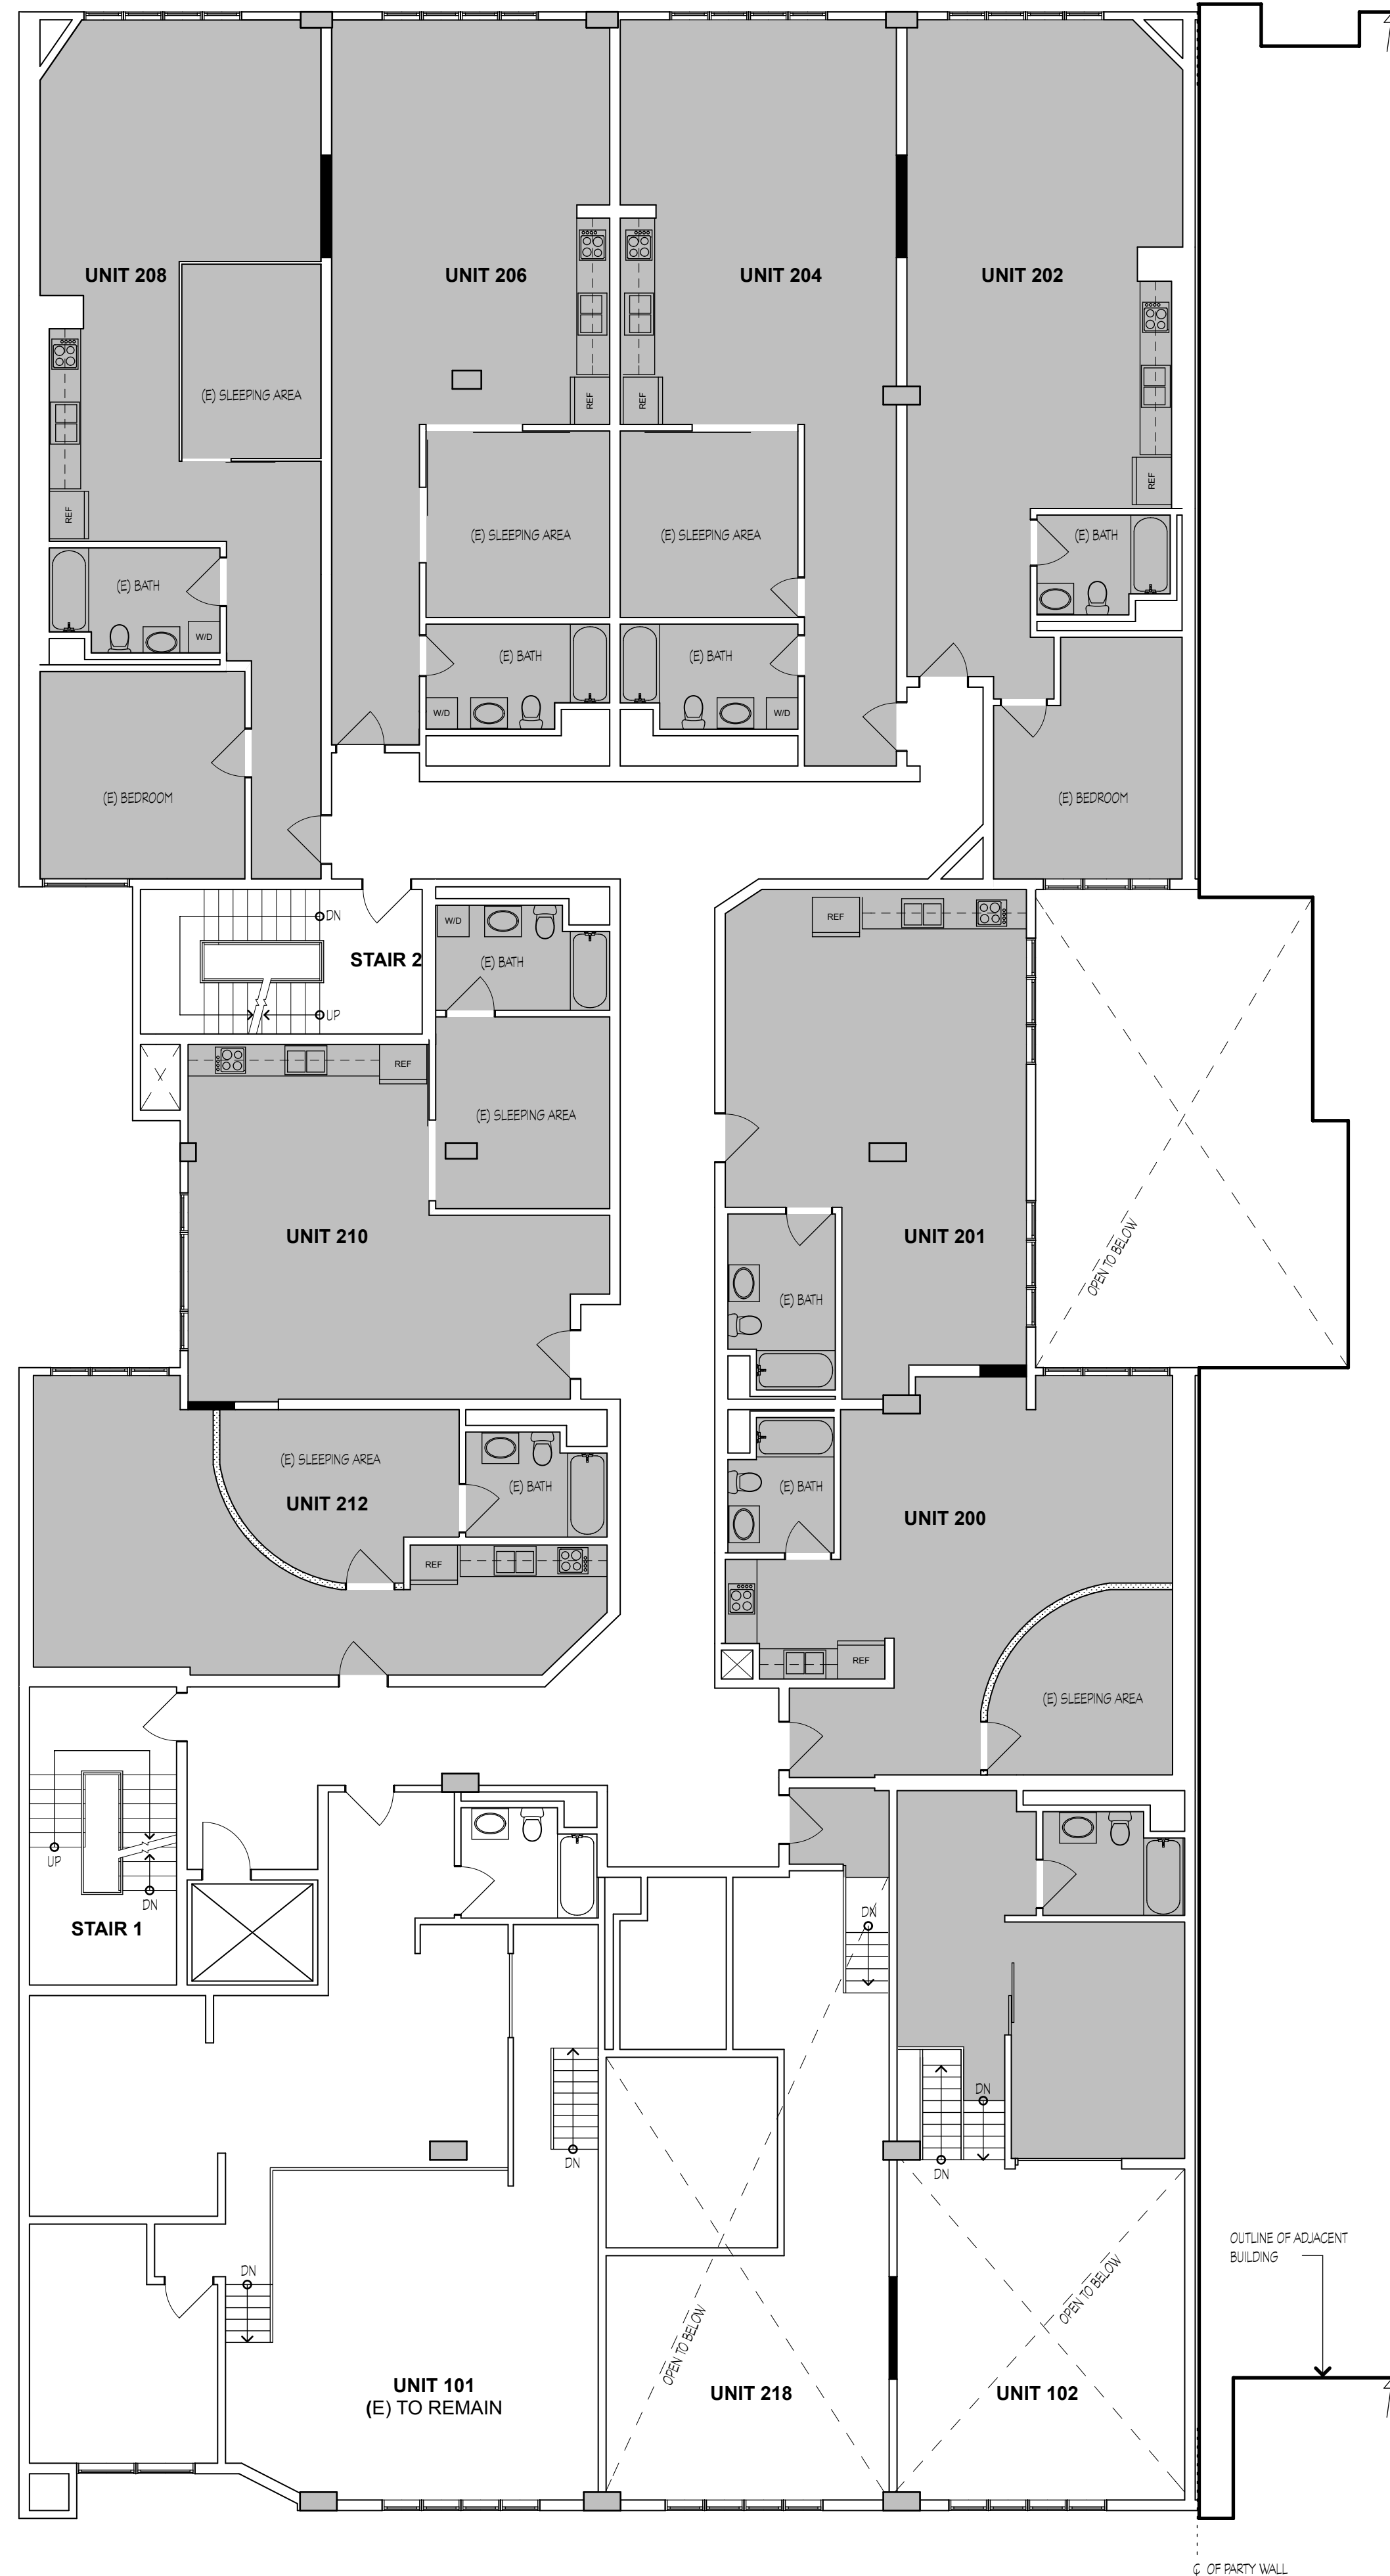 UNIT 208
UNIT 206
UNIT 204
UNIT 202
(E) SLEEPING AREA
REF
REF
REF
REF
(E) SLEEPING AREA
(E) SLEEPING AREA
(E) BATH
(E) BATH
W/D
(E) BATH
(E) BATH
W/D
W/D
(E) BEDROOM
(E) BEDROOM
DN
W/D
REF
STAIR 2
(E) BATH
UP
REF
(E) SLEEPING AREA
UNIT 210
UNIT 201
OPEN TO BELOW
(E) BATH
(E) SLEEPING AREA
(E) BATH
(E) BATH
UNIT 212
UNIT 200
REF
REF
(E) SLEEPING AREA
UP
DN
STAIR 1
DN
DN
DN
DN
OUTLINE OF ADJACENT
BUILDING
DN
OPEN TO BELOW
OPEN TO BELOW
UNIT 101
(E) TO REMAIN
UNIT 218
UNIT 102
℄ OF PARTY WALL